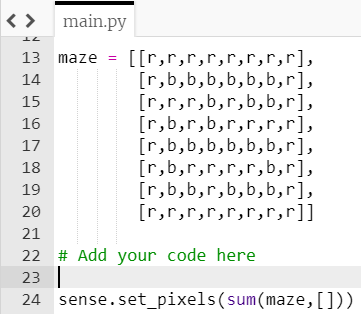 main.py
12
13 maze = [[r,r,r,r,r,r,r,r],
14 [r,b,b,b,b,b,b,r],
15 [r,r,r,b,r,b,b,r],
16 [r,b,r,b,r,r,r,r],
17 [r,b,b,b,b,b,b,r],
18 [r,b,r,r,r,r,b,r],
19 [r,b,b,r,b,b,b,r],
20 [r,r,r,r,r,r,r,r]]
21
22 # Add your code here
23
24 sense.set_pixels(sum(maze,[]))